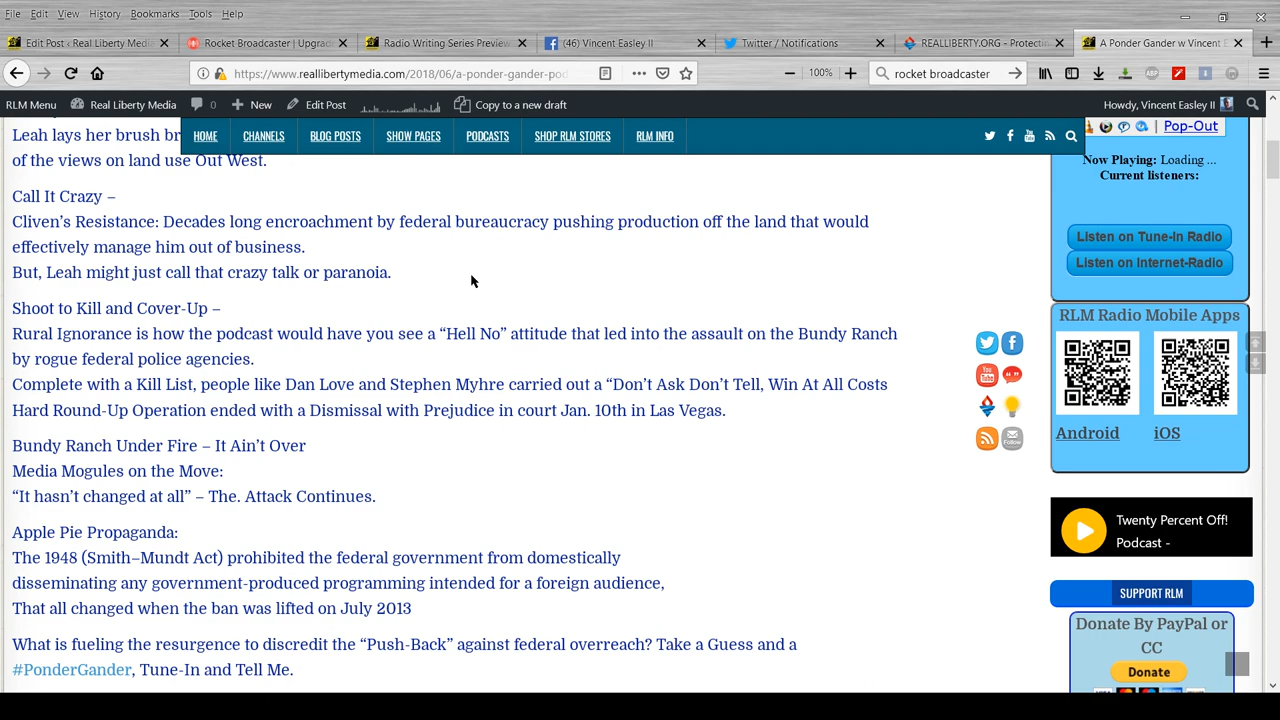 File Edit View History Bookmarks Tools Help
Edit Post - Real Liberty Media
Rocket Broadcaster | Upgrad
Radio Writing Series Preview
(46) Vincent Easley II
Twitter / Notifications
REALLIBERTY.ORG - Protectio
A Ponder Gander w Vincent E
https://www.reallibertymedia.com/2018/06/a-ponder-gander-pod
100%
rocket broadcaster
RLM Menu
Real Liberty Media
0
New
Edit Post
Copy to a new draft
Howdy, Vincent Easley II
HOME
CHANNELS
BLOG POSTS
SHOW PAGES
PODCASTS
SHOP RLM STORES
RLM INFO
Leah lays her brush br
of the views on land use Out West.
Call It Crazy –
Cliven’s Resistance: Decades long encroachment by federal bureaucracy pushing production off the land that would
effectively manage him out of business.
But, Leah might just call that crazy talk or paranoia.
Shoot to Kill and Cover-Up –
Rural Ignorance is how the podcast would have you see a “Hell No” attitude that led into the assault on the Bundy Ranch
by rogue federal police agencies.
Complete with a Kill List, people like Dan Love and Stephen Myhre carried out a “Don’t Ask Don’t Tell, Win At All Costs
Hard Round-Up Operation ended with a Dismissal with Prejudice in court Jan. 10th in Las Vegas.
Bundy Ranch Under Fire – It Ain’t Over
Media Mogules on the Move:
“It hasn’t changed at all” – The. Attack Continues.
Apple Pie Propaganda:
The 1948 (Smith–Mundt Act) prohibited the federal government from domestically
disseminating any government-produced programming intended for a foreign audience,
That all changed when the ban was lifted on July 2013
What is fueling the resurgence to discredit the “Push-Back” against federal overreach? Take a Guess and a
#PonderGander, Tune-In and Tell Me.
| Pop-Out
Now Playing: Loading ...
Current listeners:
Listen on Tune-In Radio
Listen on Internet-Radio
RLM Radio Mobile Apps
Android
iOS
Twenty Percent Off!
Podcast -
SUPPORT RLM
Donate By PayPal or
CC
Donate